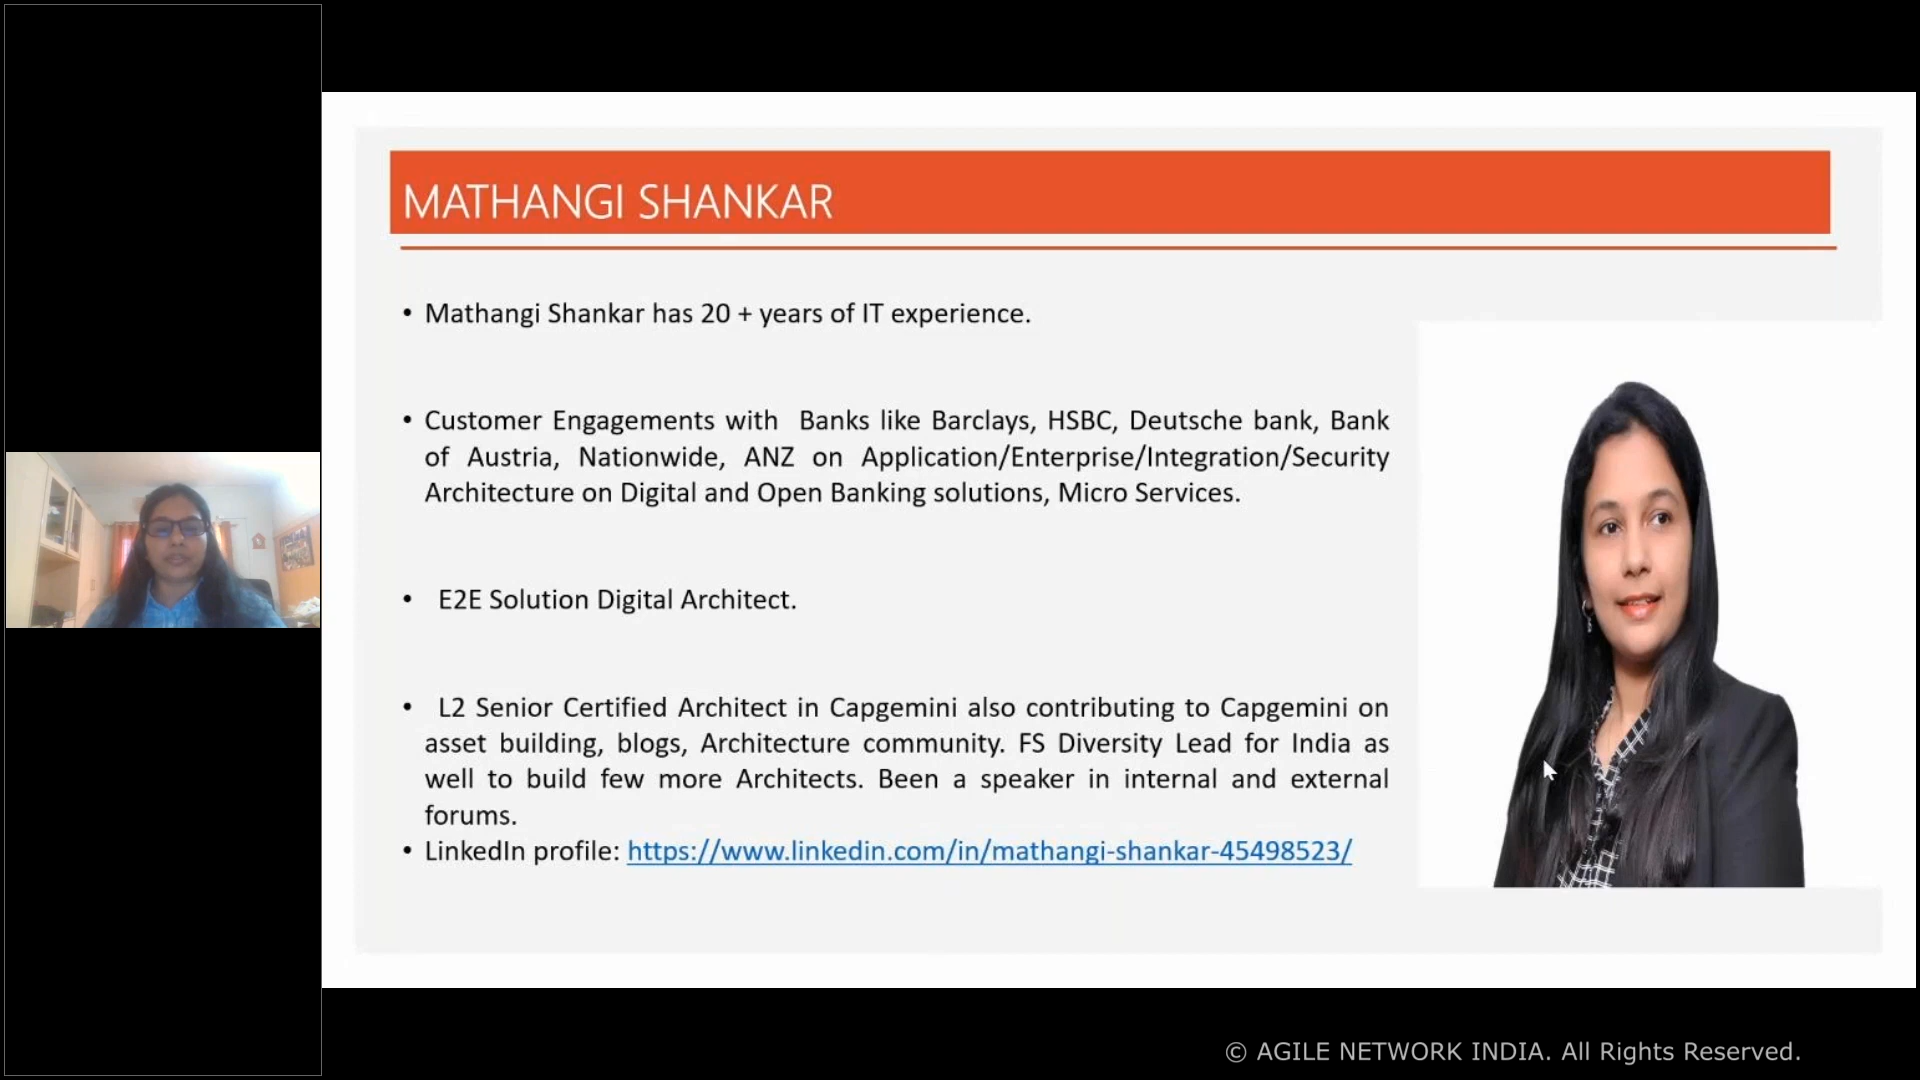 MATHANGI SHANKAR
• Mathangi Shankar has 20 + years of IT experience.
• Customer Engagements with Banks like Barclays, HSBC, Deutsche bank, Bank
of Austria, Nationwide, ANZ on Application/Enterprise/Integration/Security
Architecture on Digital and Open Banking solutions, Micro Services.
• E2E Solution Digital Architect.
• L2 Senior Certified Architect in Capgemini also contributing to Capgemini on
asset building, blogs, Architecture community. FS Diversity Lead for India as
well to build few more Architects. Been a speaker in internal and external
forums.
• LinkedIn profile: https://www.linkedin.com/in/mathangi-shankar-45498523/
© AGILE NETWORK INDIA. All Rights Reserved.